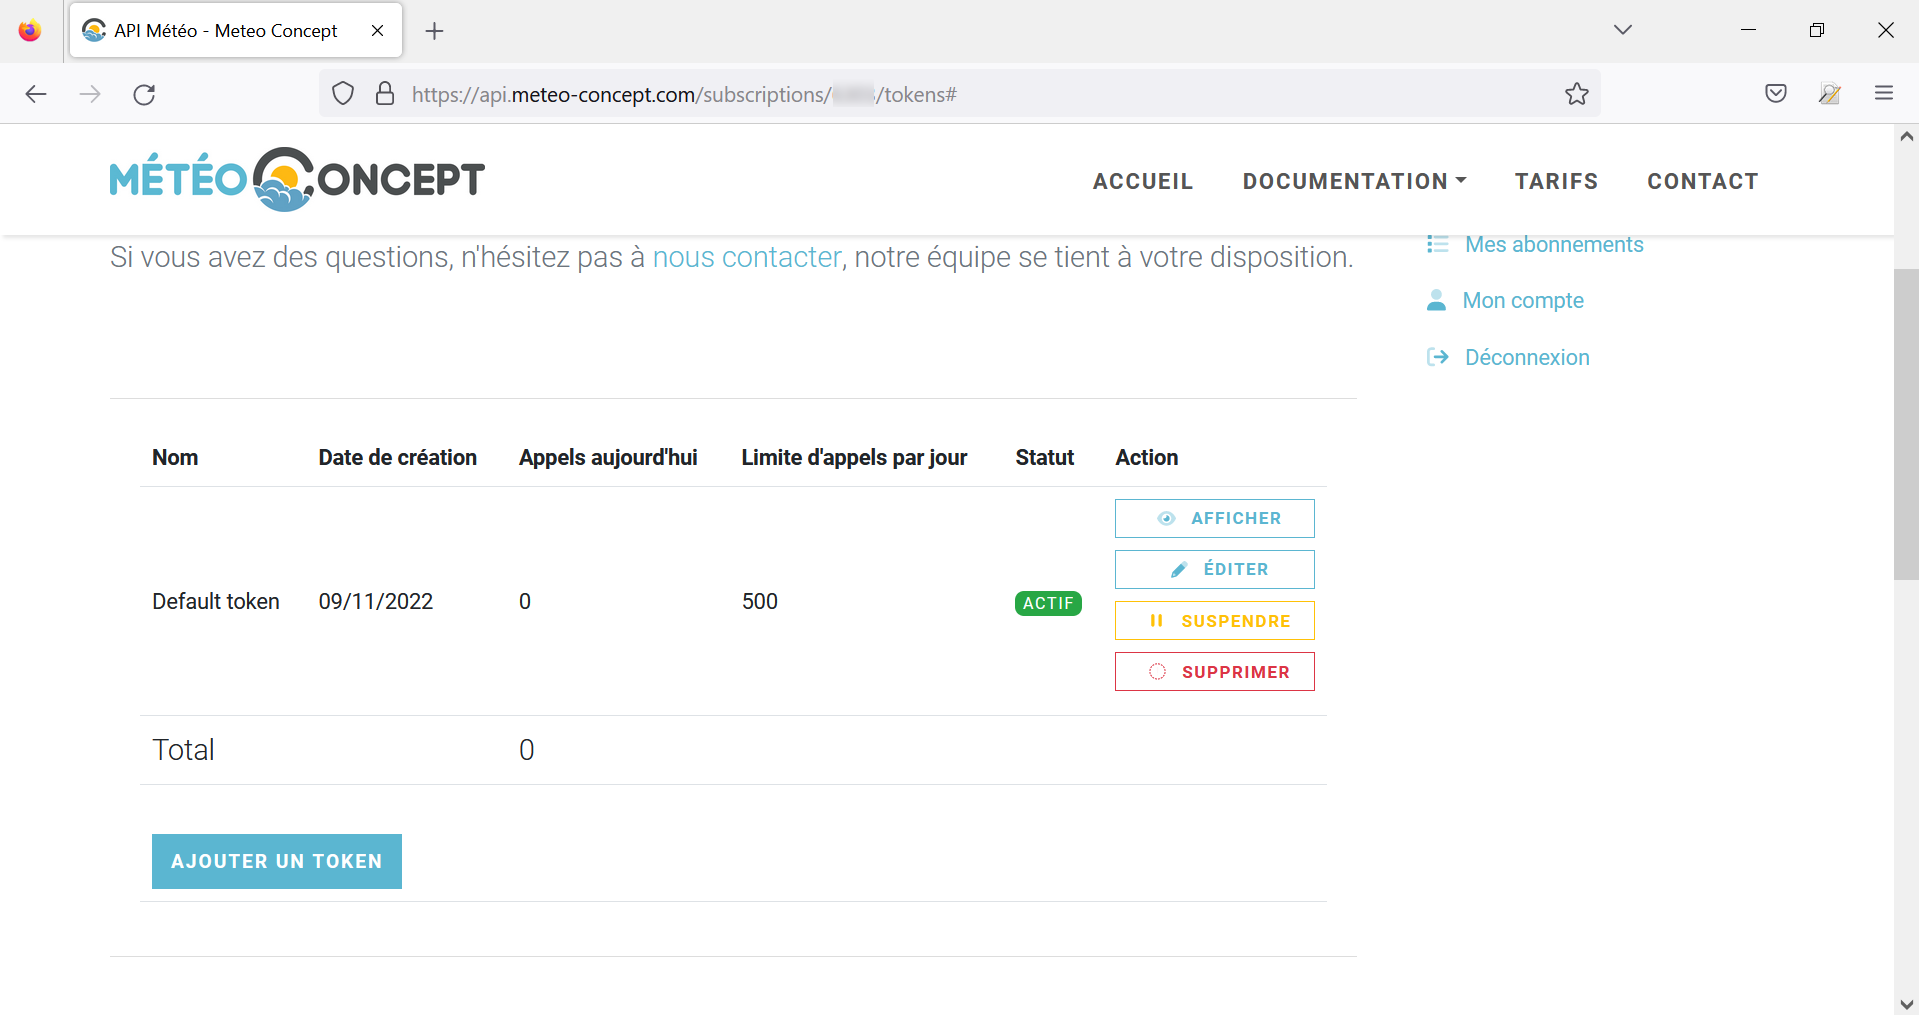 API Météo - Meteo Concept
https://api.meteo-concept.com/subscriptions/ /tokens#
MÉTÉO CONCEPT
ACCUEIL DOCUMENTATION TARIFS CONTACT
Si vous avez des questions, n'hésitez pas à nous contacter, notre équipe se tient à votre disposition.
Mes abonnements
Mon compte
Déconnexion
Nom Date de création Appels aujourd'hui Limite d'appels par jour Statut Action
Default token 09/11/2022 0 500 ACTIF
AFFICHER
ÉDITER
SUSPENDRE
SUPPRIMER
Total 0
AJOUTER UN TOKEN